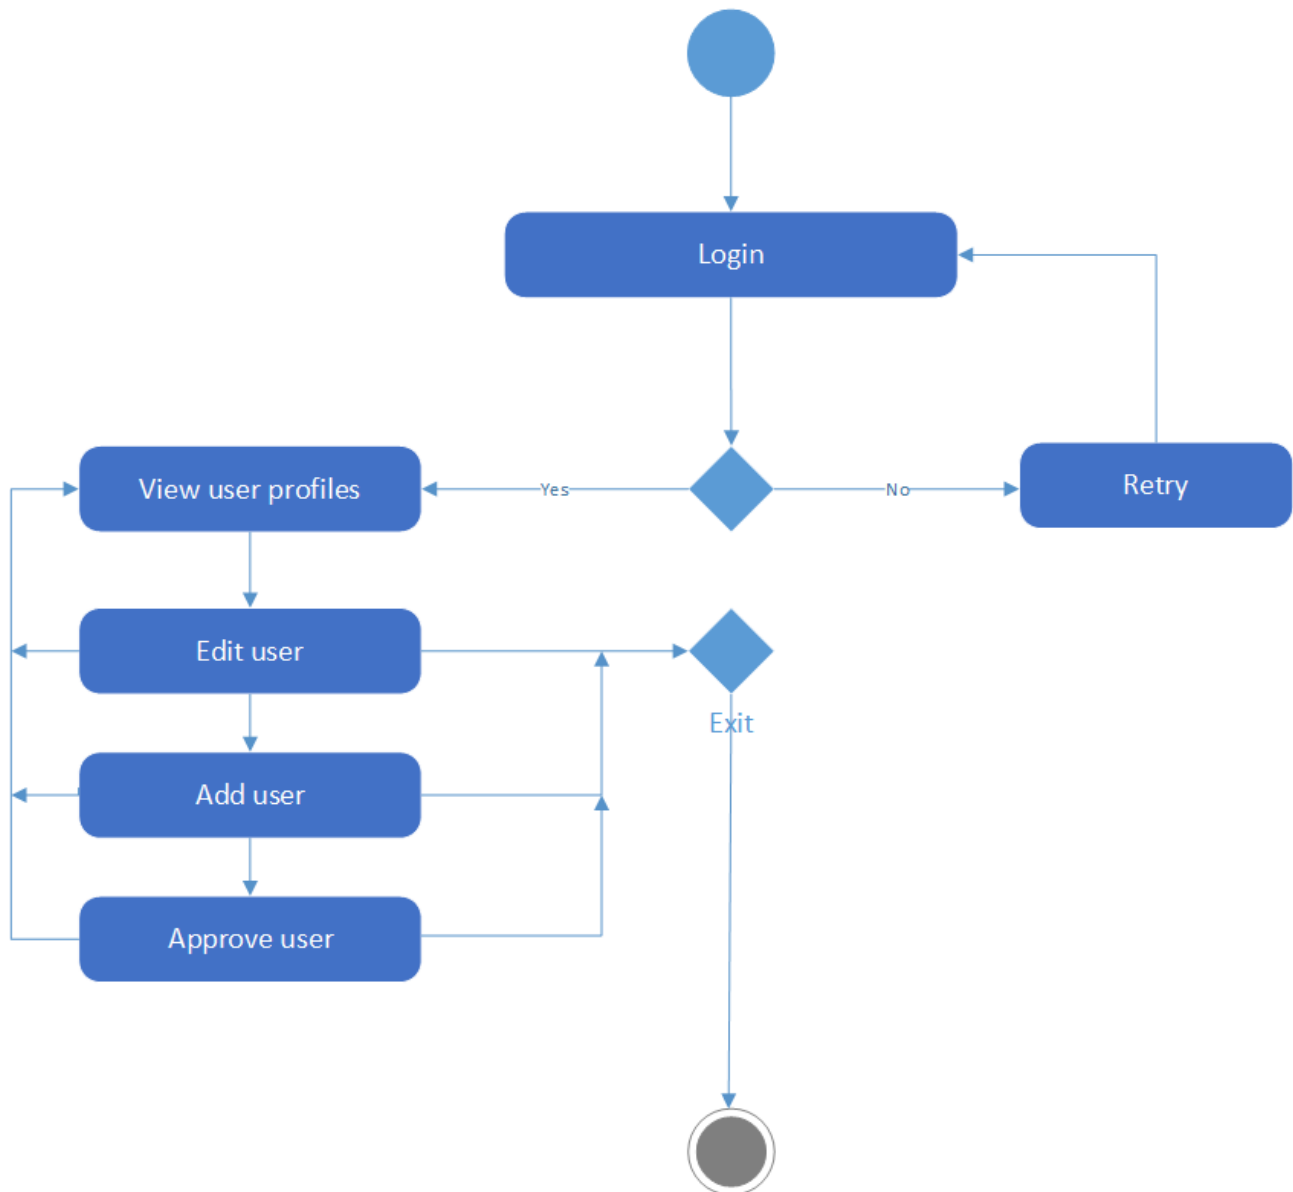 Login
View user profiles
Yes
No
Retry
Edit user
Exit
Add user
Approve user